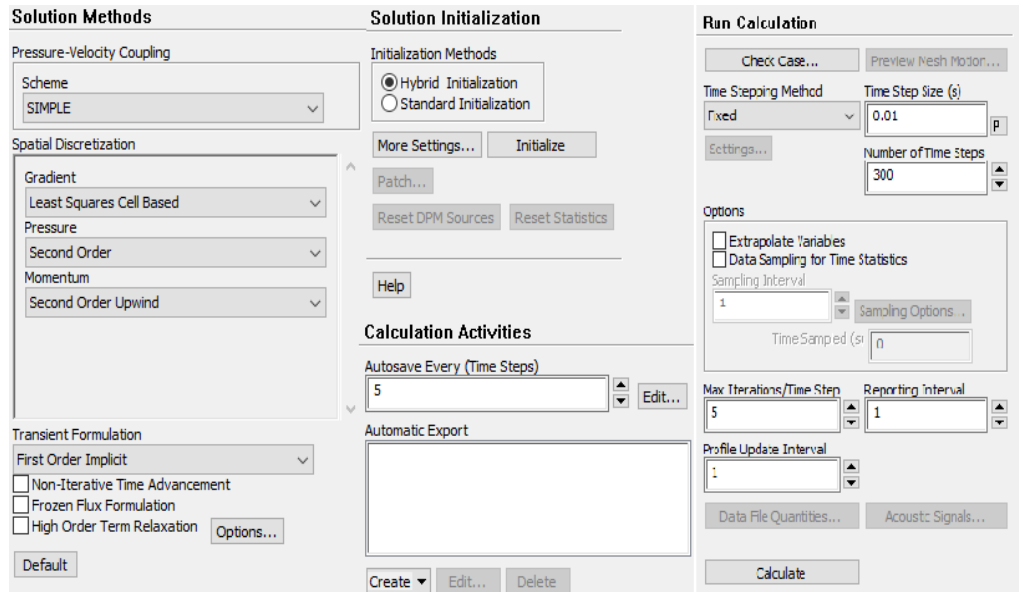 Solution Methods
Pressure-Velocity Coupling
Scheme
SIMPLE
Spatial Discretization
Gradient
Least Squares Cell Based
Pressure
Second Order
Momentum
Second Order Upwind
Transient Formulation
First Order Implicit
Non-Iterative Time Advancement
Frozen Flux Formulation
High Order Term Relaxation
Options...
Default
Solution Initialization
Initialization Methods
Hybrid Initialization
Standard Initialization
More Settings...
Initialize
Patch...
Reset DPM Sources
Reset Statistics
Help
Calculation Activities
Autosave Every (Time Steps)
5
Edit...
Automatic Export
Create
Edit...
Delete
Run Calculation
Check Case...
Preview Mesh Motion...
Time Stepping Method
Time Step Size (s)
Fixed
0.01
P
Settings...
Number of Time Steps
300
Options
Extrapolate Variables
Data Sampling for Time Statistics
Sampling Interval
1
Sampling Options...
Time Sampled (s)
0
Max Iterations/Time Step
Reporting Interval
5
1
Profile Update Interval
1
Data File Quantities...
Acoustic Signals...
Calculate